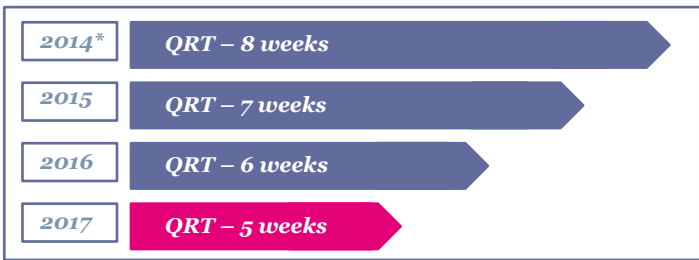 2014* QRT – 8 weeks
2015 QRT – 7 weeks
2016 QRT – 6 weeks
2017 QRT – 5 weeks